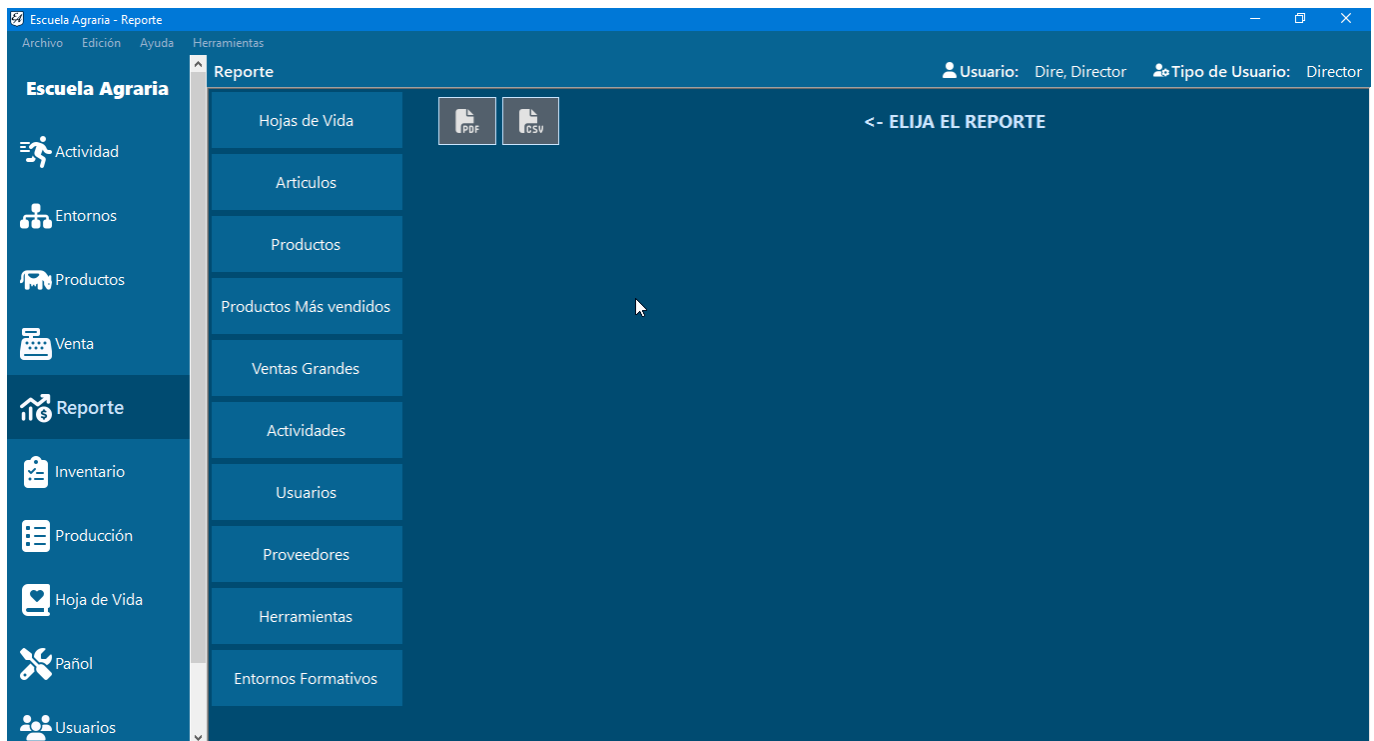 Escuela Agraria - Reporte
Archivo Edición Ayuda Herramientas
Escuela Agraria
Actividad
Entornos
Productos
Venta
Reporte
Inventario
Producción
Hoja de Vida
Pañol
Usuarios
Reporte
Usuario: Dire, Director Tipo de Usuario: Director
Hojas de Vida
Articulos
Productos
Productos Más vendidos
Ventas Grandes
Actividades
Usuarios
Proveedores
Herramientas
Entornos Formativos
PDF CSV
<- ELIJA EL REPORTE